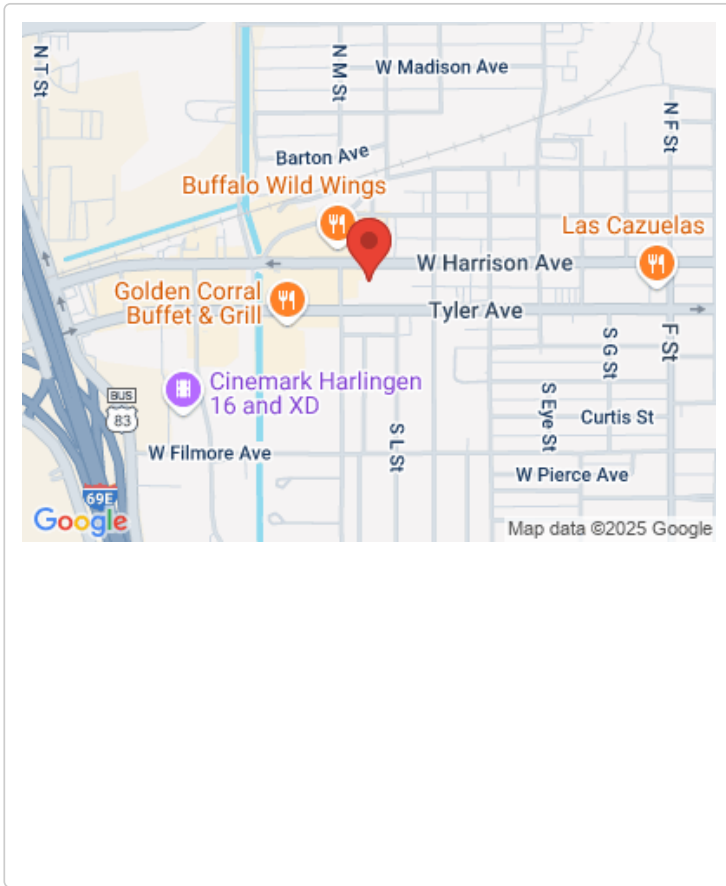 N T St
N M St
W Madison Ave
N F St
Barton Ave
Buffalo Wild Wings
Las Cazuelas
W Harrison Ave
Golden Corral
Buffet & Grill
Tyler Ave
S G St
F St
Cinemark Harlingen
16 and XD
BUS
83
S Eye St
Curtis St
S L St
W Filmore Ave
W Pierce Ave
69E
Google
Map data ©2025 Google